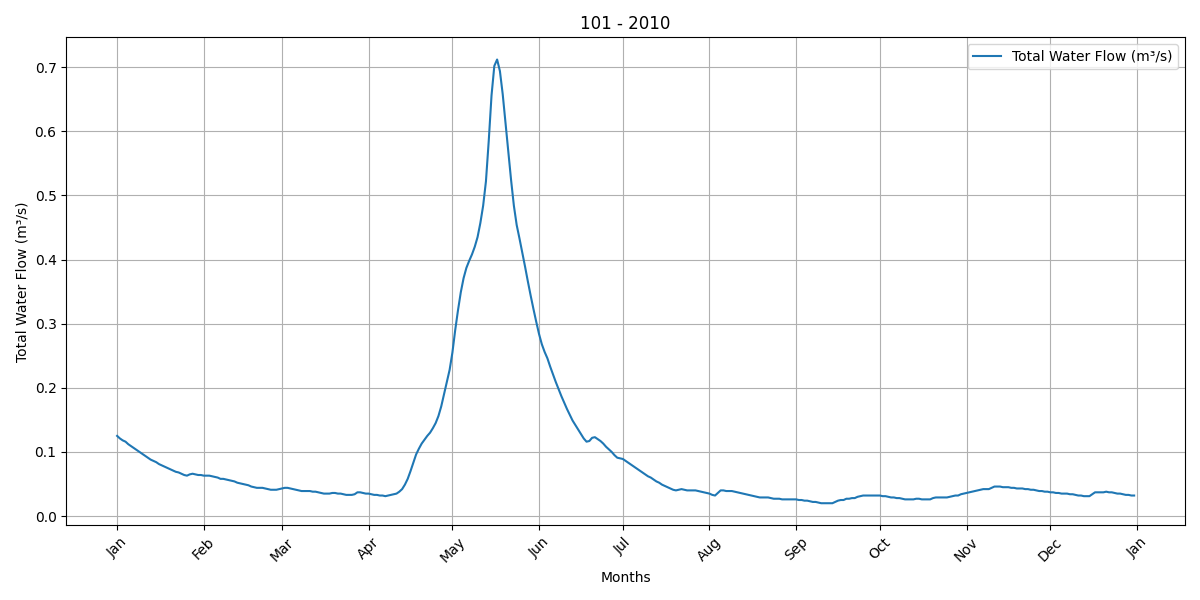 101 - 2010
Total Water Flow (m³/s)
Total Water Flow (m³/s)
0.7
0.6
0.5
0.4
0.3
0.2
0.1
0.0
Jan
Feb
Mar
Apr
May
Jun
Jul
Aug
Sep
Oct
Nov
Dec
Jan
Months